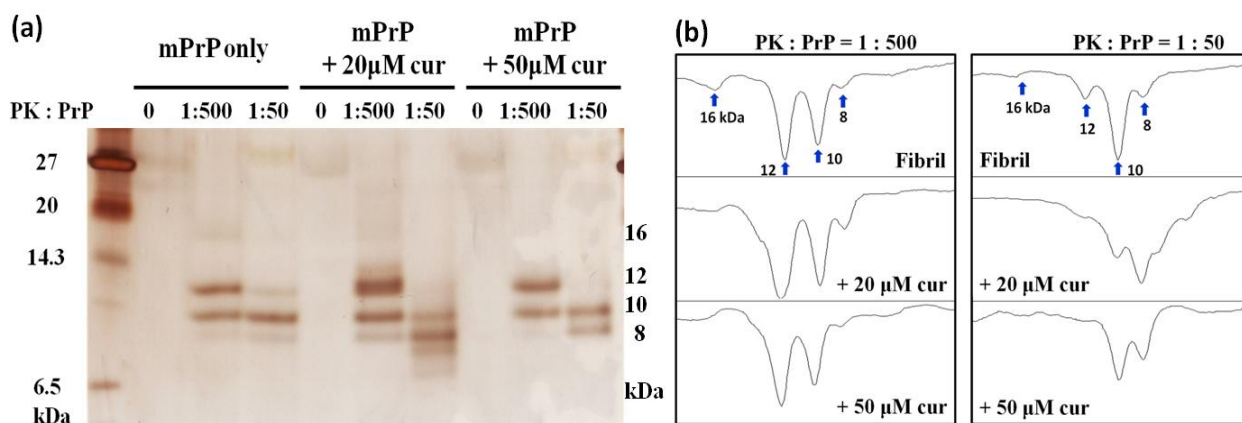 (a)
mPrP only
mPrP
+ 20μM cur
mPrP
+ 50μM cur
PK : PrP 0 1:500 1:50 0 1:500 1:50 0 1:500 1:50
27
20
14.3
6.5
kDa
16
12
10
8
kDa
(b)
PK : PrP = 1 : 500
16 kDa
12
10
8
Fibril
+ 20 μM cur
+ 50 μM cur
PK : PrP = 1 : 50
16 kDa
12
10
8
Fibril
+ 20 μM cur
+ 50 μM cur